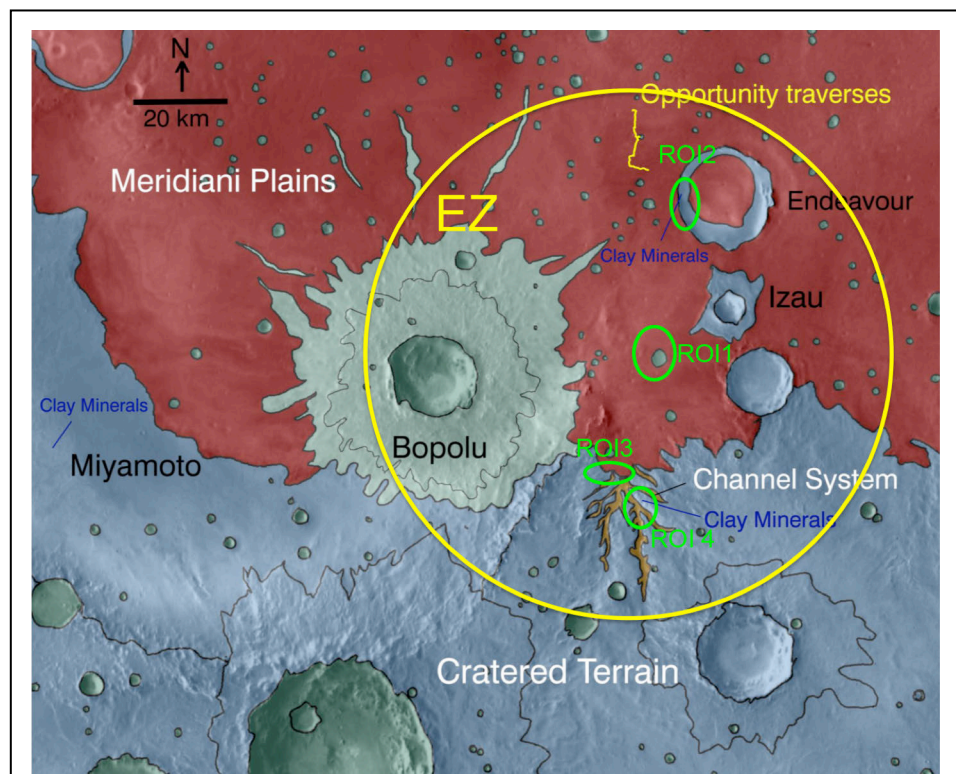 N
20 km
Opportunity traverses
ROI2
Meridiani Plains
Endeavour
EZ
Clay Minerals
Izau
ROI1
Clay Minerals
Bopolu
Miyamoto
ROI3
Channel System
Clay Minerals
ROI 4
Cratered Terrain